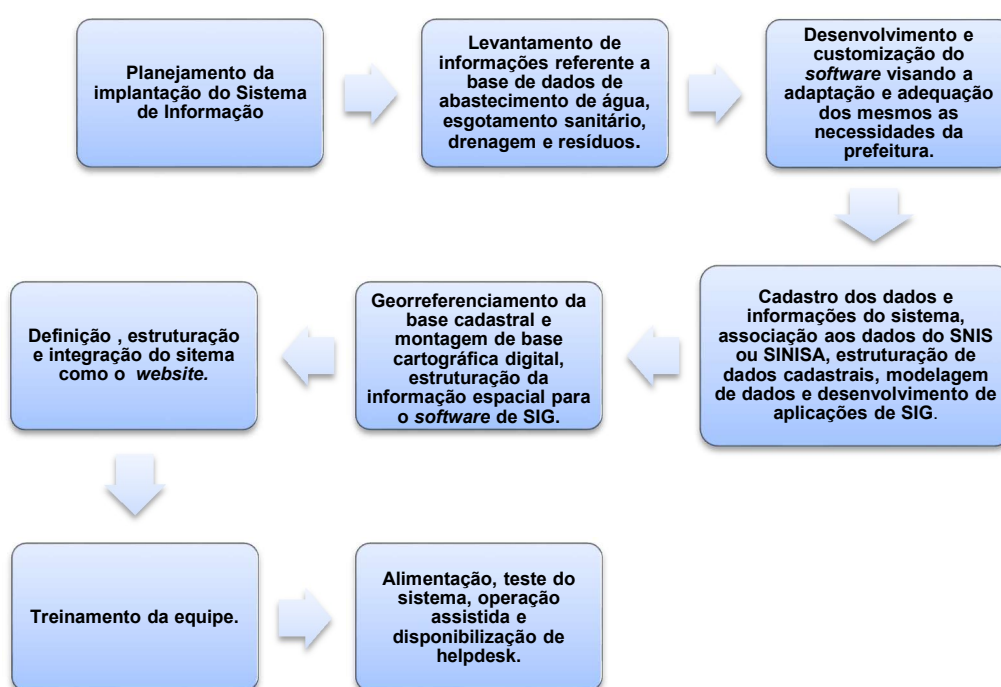 Planejamento da
implantação do Sistema
de Informação
Levantamento de
informações referente a
base de dados de
abastecimento de água,
esgotamento sanitário,
drenagem e resíduos.
Desenvolvimento e
customização do
software visando a
adaptação e adequação
dos mesmos as
necessidades da
prefeitura.
Cadastro dos dados e
informações do sistema,
associação aos dados do SNIS
ou SINISA, estruturação de
dados cadastrais, modelagem
de dados e desenvolvimento de
aplicações de SIG.
Georreferenciamento da
base cadastral e
montagem de base
cartográfica digital,
estruturação da
informação espacial para
o software de SIG.
Definição , estruturação
e integração do sitema
como o website.
Treinamento da equipe.
Alimentação, teste do
sistema, operação
assistida e
disponibilização de
helpdesk.